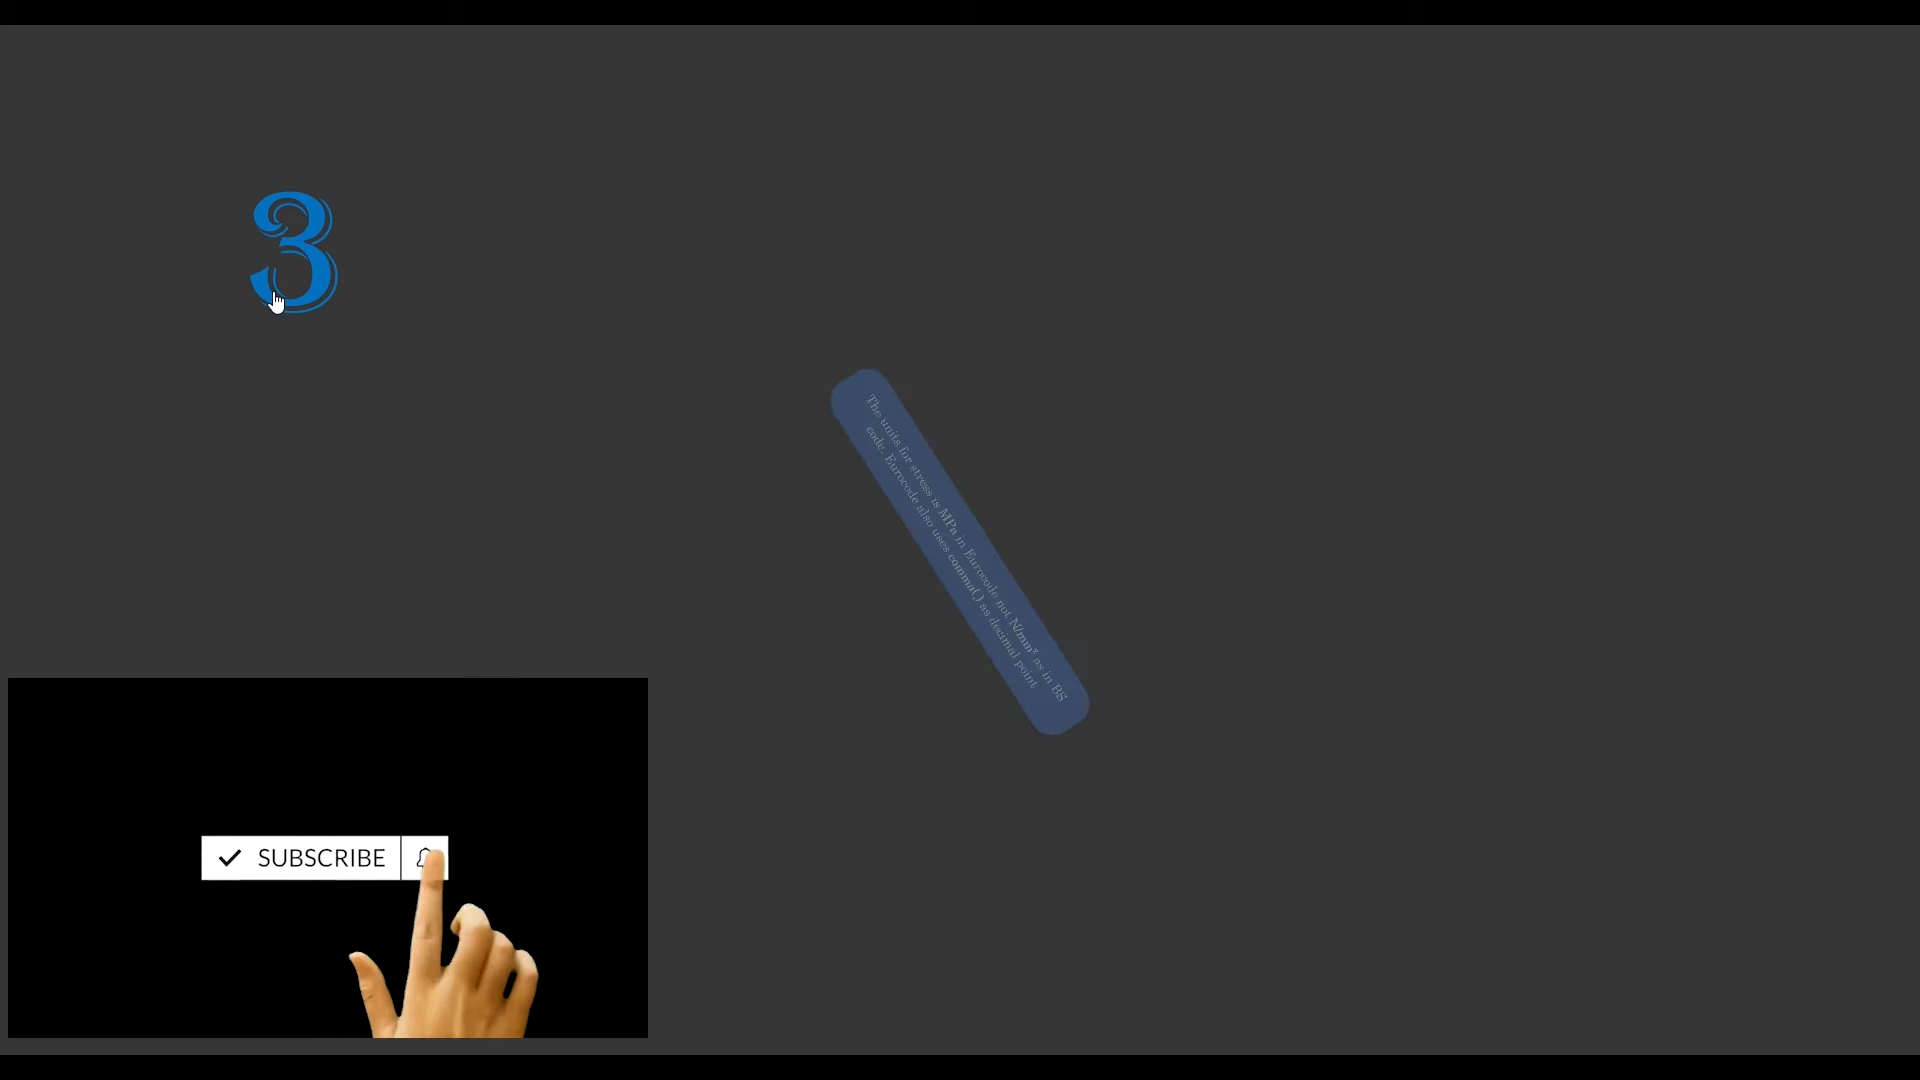 3
The units for stress is MPa in Eurocode not N/mm² as in BS
code. Eurocode also uses comma(,) as decimal point
SUBSCRIBE